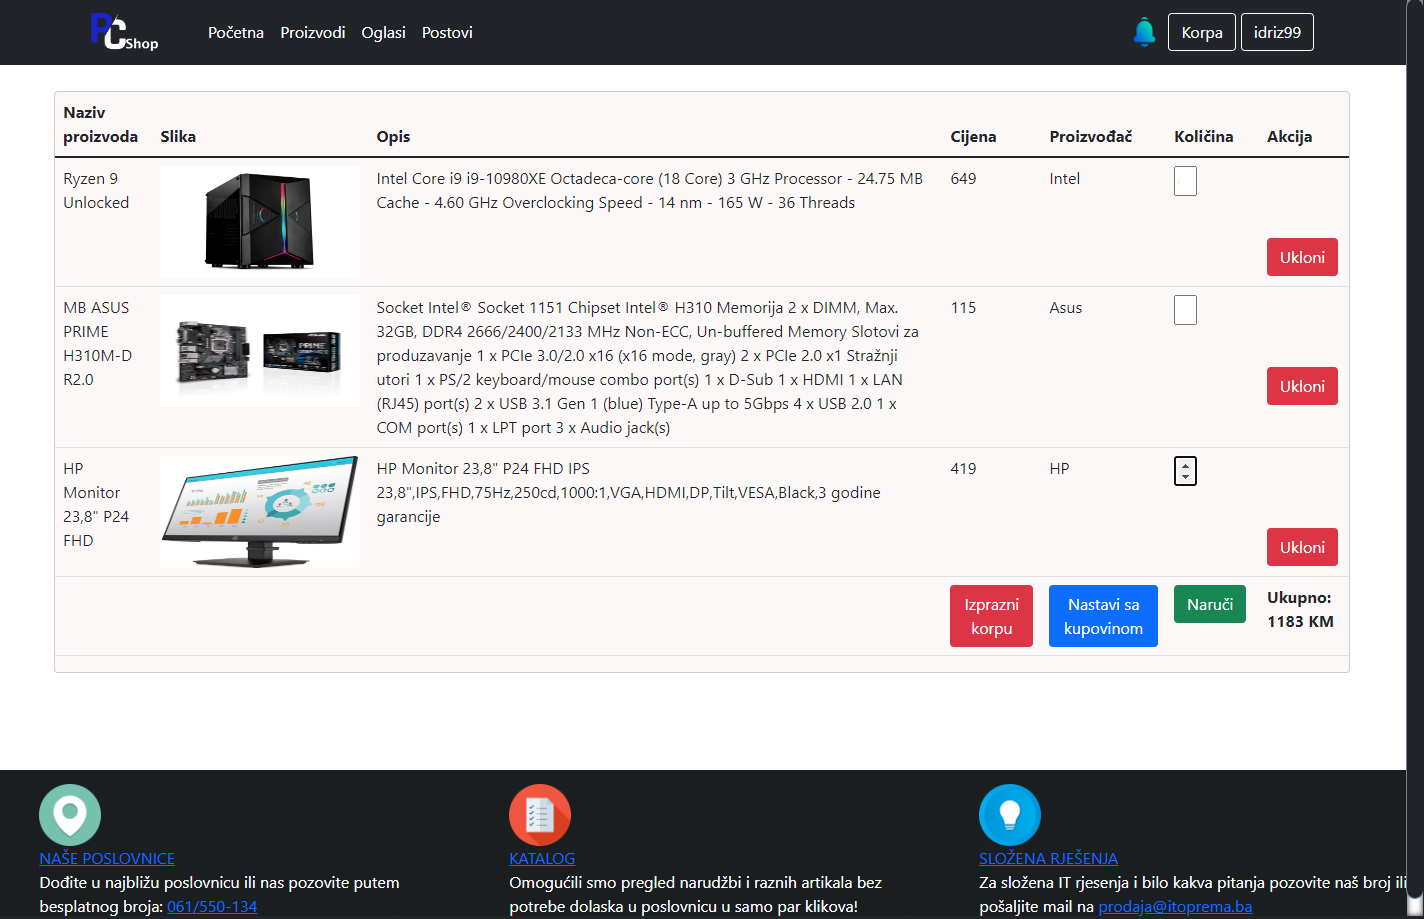 PC Shop
Početna Proizvodi Oglasi Postovi
Korpa idriz99
Naziv
proizvoda Slika Opis Cijena Proizvođač Količina Akcija
Ryzen 9
Unlocked
Intel Core i9 i9-10980XE Octadeca-core (18 Core) 3 GHz Processor - 24.75 MB
Cache - 4.60 GHz Overclocking Speed - 14 nm - 165 W - 36 Threads
649
Intel
Ukloni
MB ASUS
PRIME
H310M-D
R2.0
PRIME
Socket Intel® Socket 1151 Chipset Intel® H310 Memorija 2 x DIMM, Max.
32GB, DDR4 2666/2400/2133 MHz Non-ECC, Un-buffered Memory Slotovi za
produzavanje 1 x PCIe 3.0/2.0 x16 (x16 mode, gray) 2 x PCIe 2.0 x1 Stražnji
utori 1 x PS/2 keyboard/mouse combo port(s) 1 x D-Sub 1 x HDMI 1 x LAN
(RJ45) port(s) 2 x USB 3.1 Gen 1 (blue) Type-A up to 5Gbps 4 x USB 2.0 1 x
COM port(s) 1 x LPT port 3 x Audio jack(s)
115
Asus
Ukloni
HP
Monitor
23,8" P24
FHD
HP Monitor 23,8" P24 FHD IPS
23,8",IPS,FHD,75Hz,250cd,1000:1,VGA,HDMI,DP,Tilt,VESA,Black,3 godine
garancije
419
HP
Ukloni
Izprazni
korpu
Nastavi sa
kupovinom
Naruči
Ukupno:
1183 KM
NAŠE POSLOVNICE
Dođite u najbližu poslovnicu ili nas pozovite putem
besplatnog broja: 061/550-134
KATALOG
Omogućili smo pregled narudžbi i raznih artikala bez
potrebe dolaska u poslovnicu u samo par klikova!
SLOŽENA RJEŠENJA
Za složena IT rjesenja i bilo kakva pitanja pozovite naš broj ili
pošaljite mail na prodaja@itoprema.ba